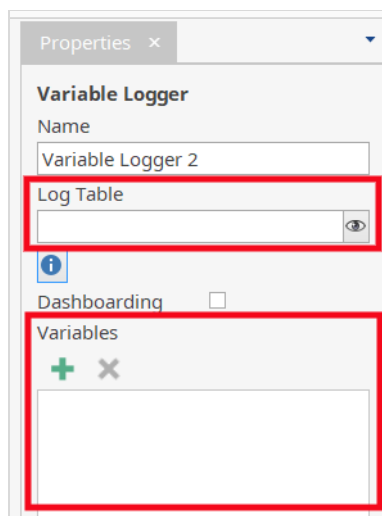 Properties ×
Variable Logger
Name
Variable Logger 2
Log Table
Dashboarding
Variables